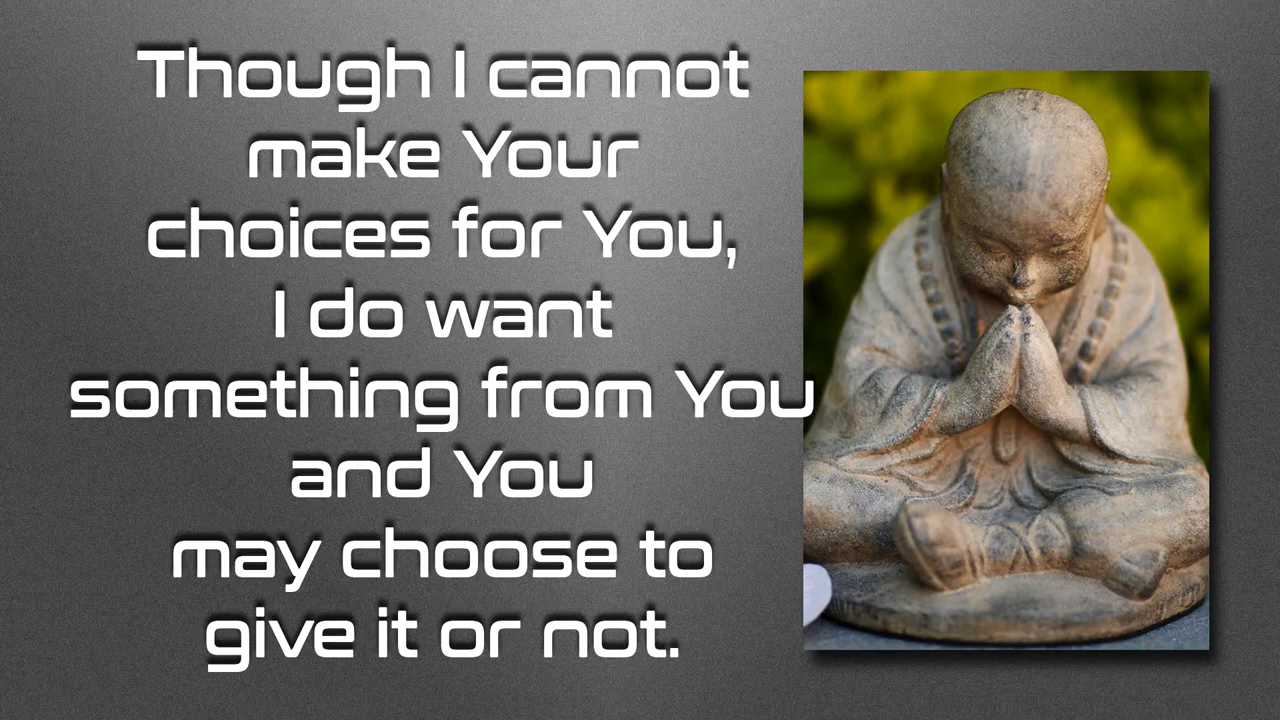 Though I cannot
make Your
choices for You,
I do want
something from You
and You
may choose to
give it or not.